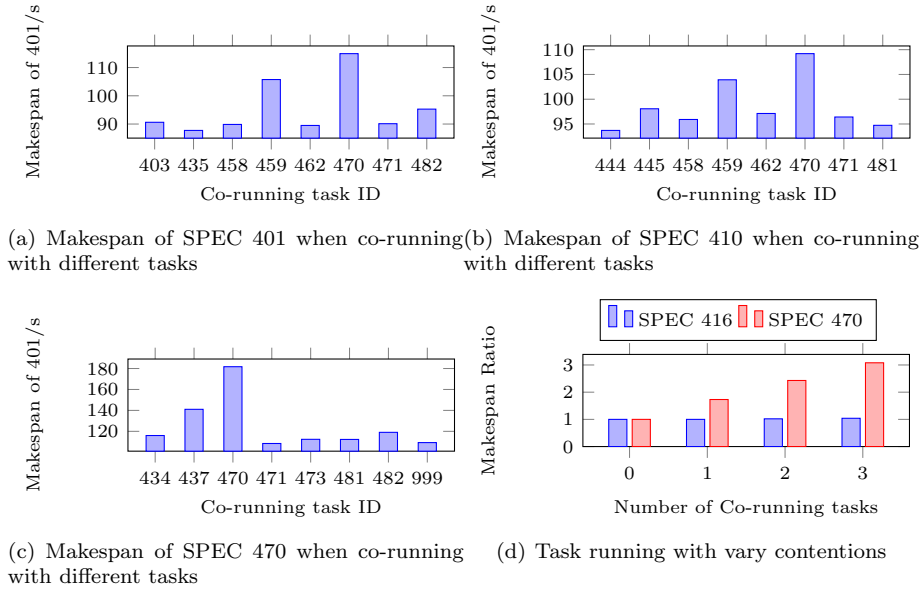 Makespan of 401/s
110
100
90
403 435 458 459 462 470 471 482
Co-running task ID
(a) Makespan of SPEC 401 when co-running
with different tasks
Makespan of 401/s
110
105
100
95
444 445 458 459 462 470 471 481
Co-running task ID
(b) Makespan of SPEC 410 when co-running
with different tasks
Makespan of 401/s
180
160
140
120
434 437 470 471 473 481 482 999
Co-running task ID
(c) Makespan of SPEC 470 when co-running
with different tasks
SPEC 416 SPEC 470
Makespan Ratio
3
2
1
0
0 1 2 3
Number of Co-running tasks
(d) Task running with vary contentions